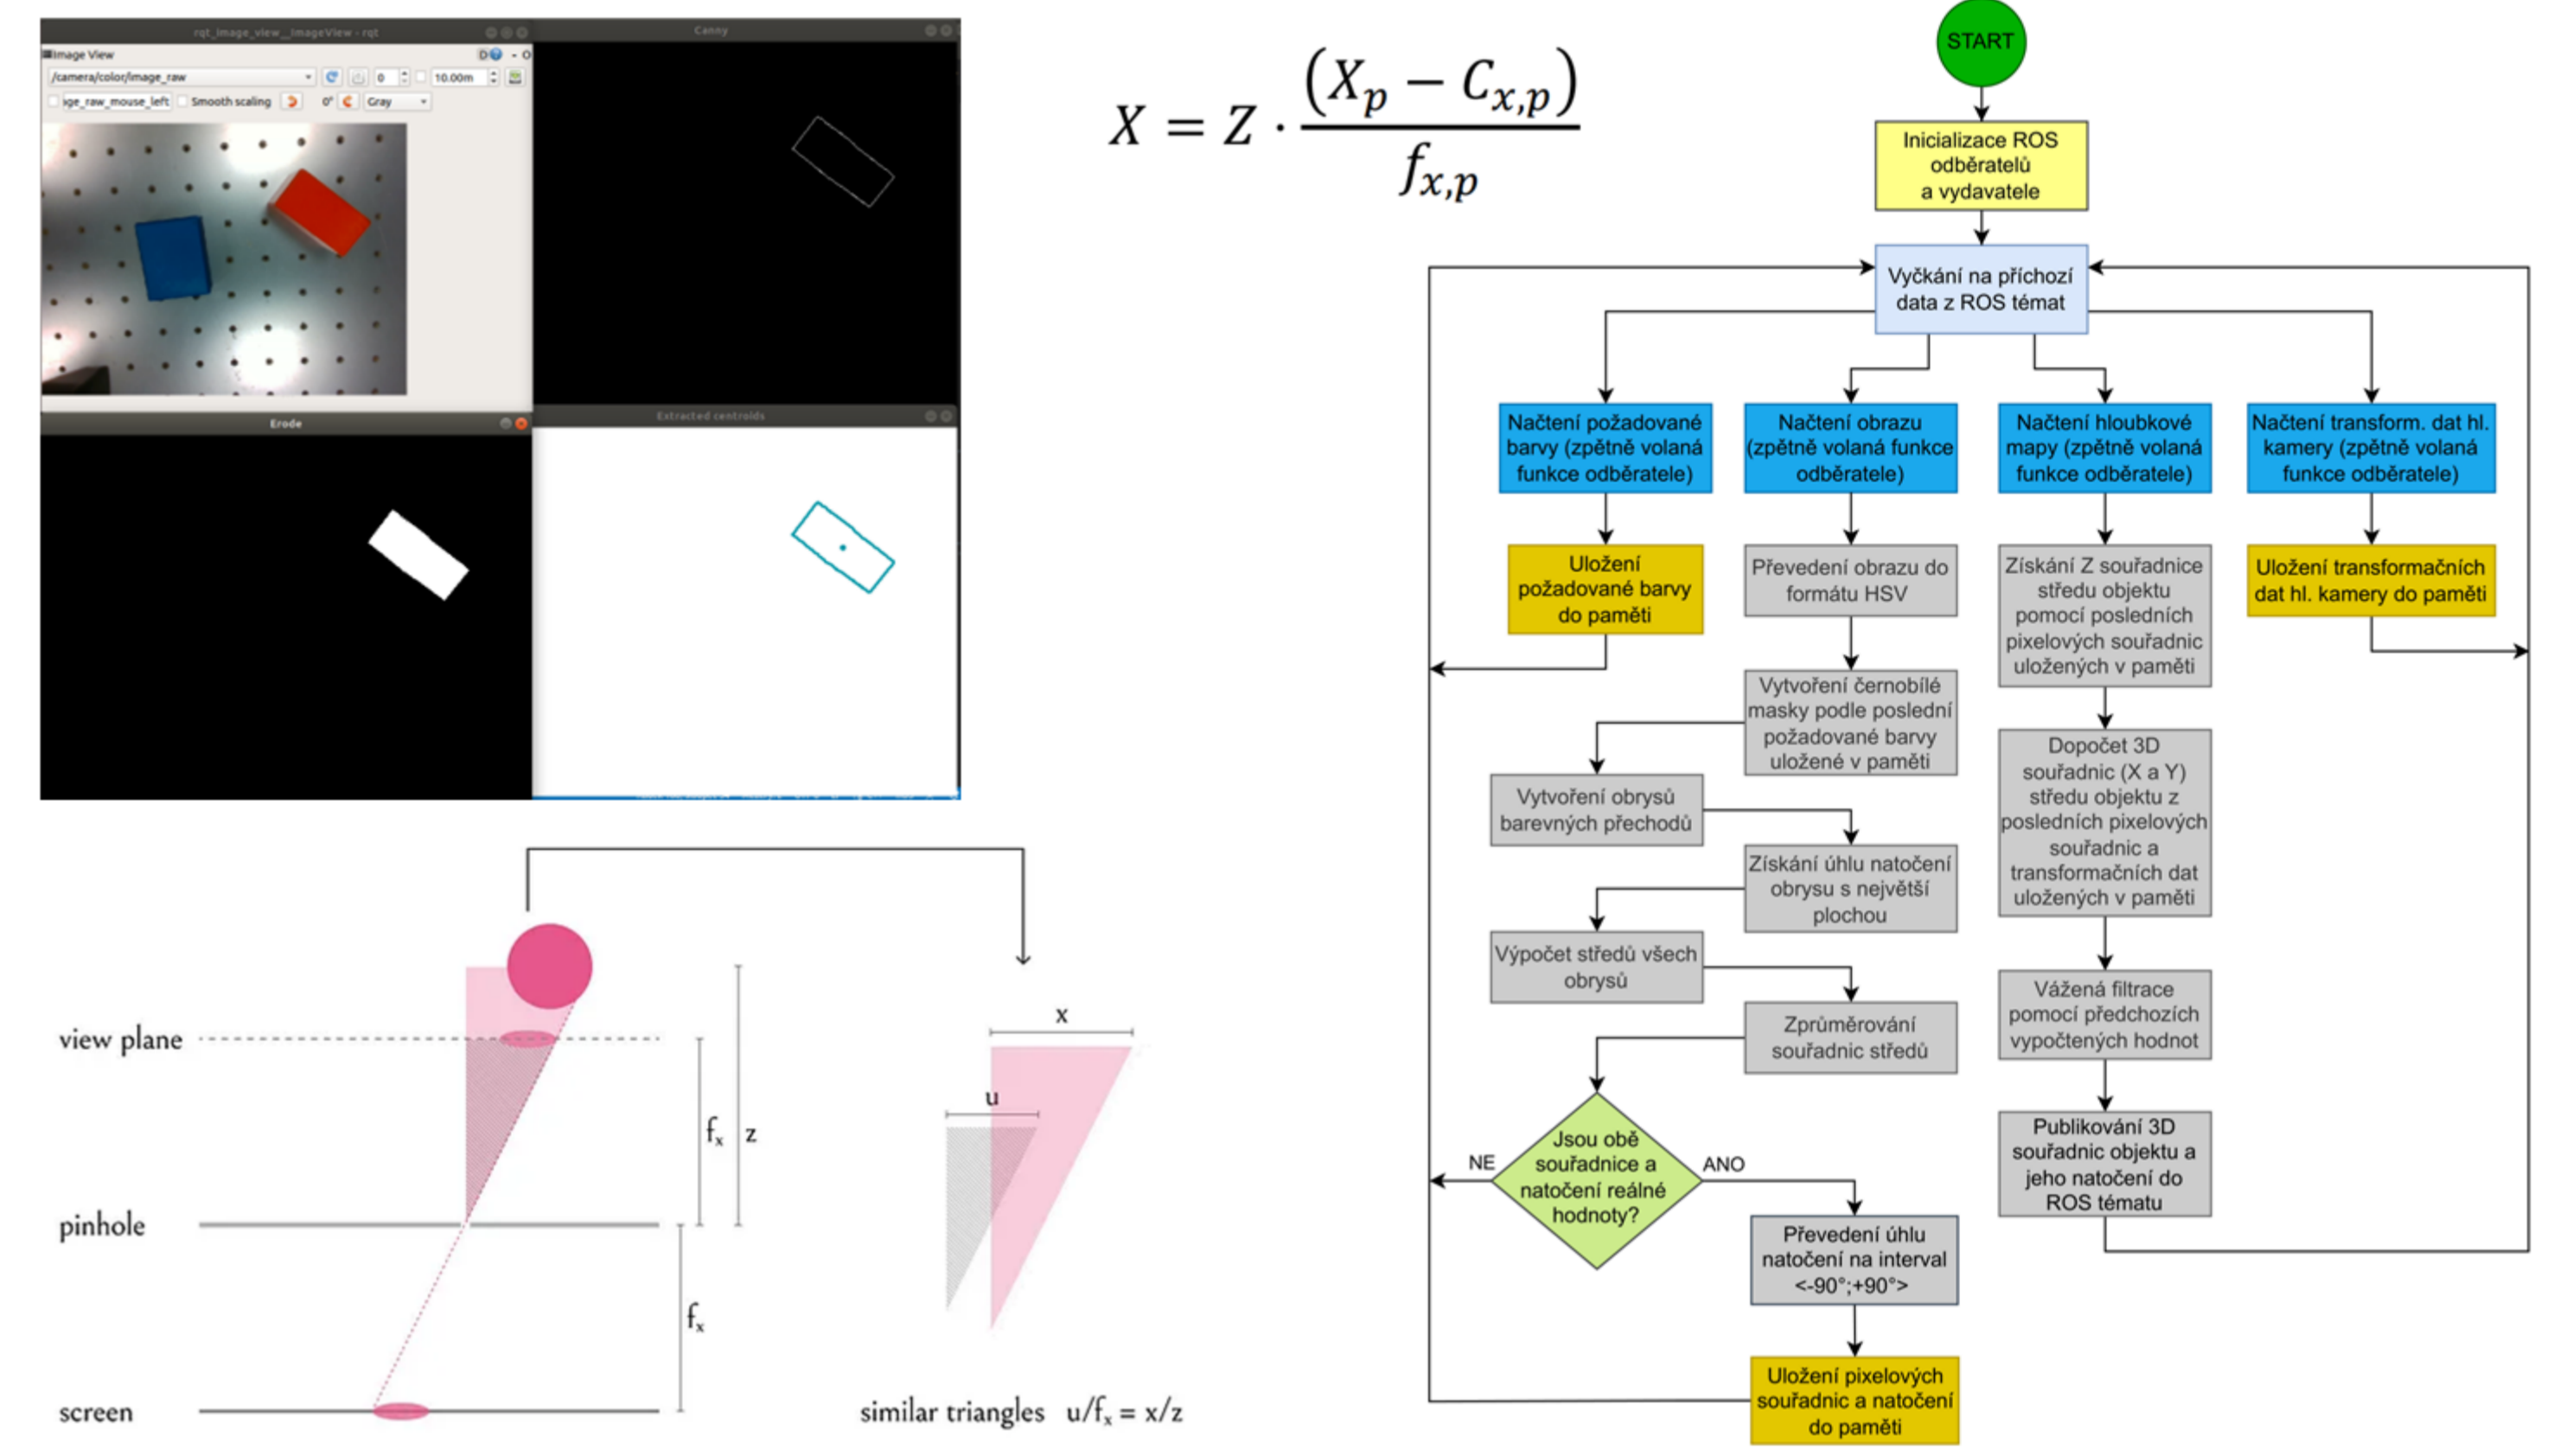 rqt_image_view__ImageView - rqt
Image View
/camera/color/image_raw
0
10.00m
age_raw_mouse_left
Smooth scaling
0°
Gray
Canny
Erode
Extracted centroids
X = Z · (X_p − C_{x,p}) / f_{x,p}
view plane
pinhole
screen
f_x
z
f_x
x
u
similar triangles u/f_x = x/z
START
Inicializace ROS
odběratelů
a vydavatele
Vyčkání na příchozí
data z ROS témat
Načtení požadované
barvy (zpětně volaná
funkce odběratele)
Uložení
požadované barvy
do paměti
Načtení obrazu
(zpětně volaná funkce
odběratele)
Převedení obrazu do
formátu HSV
Vytvoření černobílé
masky podle poslední
požadované barvy
uložené v paměti
Vytvoření obrysů
barevných přechodů
Získání úhlu natočení
obrysu s největší
plochou
Výpočet středů všech
obrysů
Zprůměrování
souřadnic středů
Jsou obě
souřadnice a
natočení reálné
hodnoty?
NE
ANO
Převedení úhlu
natočení na interval
<-90°;+90°>
Uložení pixelových
souřadnic a natočení
do paměti
Načtení hloubkové
mapy (zpětně volaná
funkce odběratele)
Získání Z souřadnice
středu objektu
pomocí posledních
pixelových souřadnic
uložených v paměti
Dopočet 3D
souřadnic (X a Y)
středu objektu z
posledních pixelových
souřadnic a
transformačních dat
uložených v paměti
Vážená filtrace
pomocí předchozích
vypočtených hodnot
Publikování 3D
souřadnic objektu a
jeho natočení do
ROS tématu
Načtení transform. dat hl.
kamery (zpětně volaná
funkce odběratele)
Uložení transformačních
dat hl. kamery do paměti